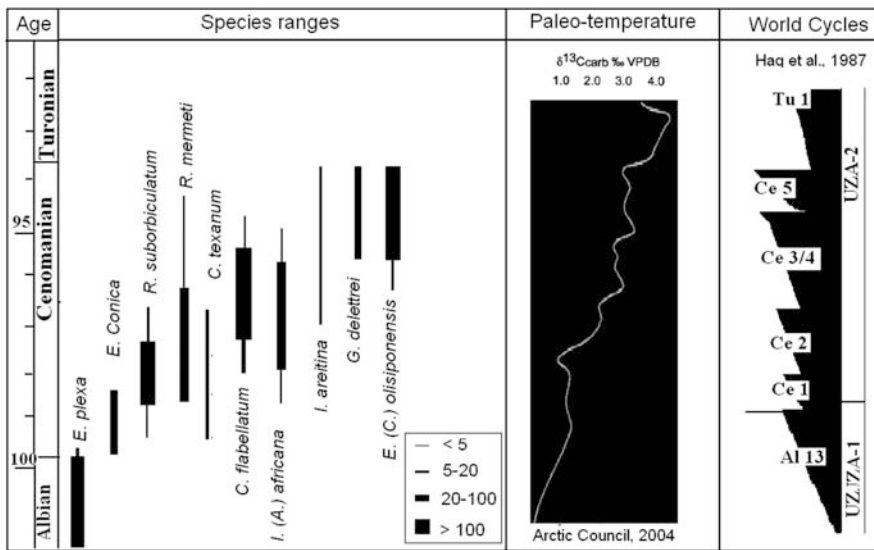 Age
Species ranges
Paleo-temperature
World Cycles
δ13Ccarb ‰ VPDB
1.0 2.0 3.0 4.0
Haq et al., 1987
Turonian
Cenomanian
Albian
95
100
E. plexa
E. Conica
R. suborbiculatum
R. mermeti
C. texanum
C. flabellatum
I. (A.) africana
I. areitina
G. delettrei
E. (C.) olisiponensis
< 5
5-20
20-100
> 100
Arctic Council, 2004
Tu 1
Ce 5
Ce 3/4
Ce 2
Ce 1
Al 13
UZA-2